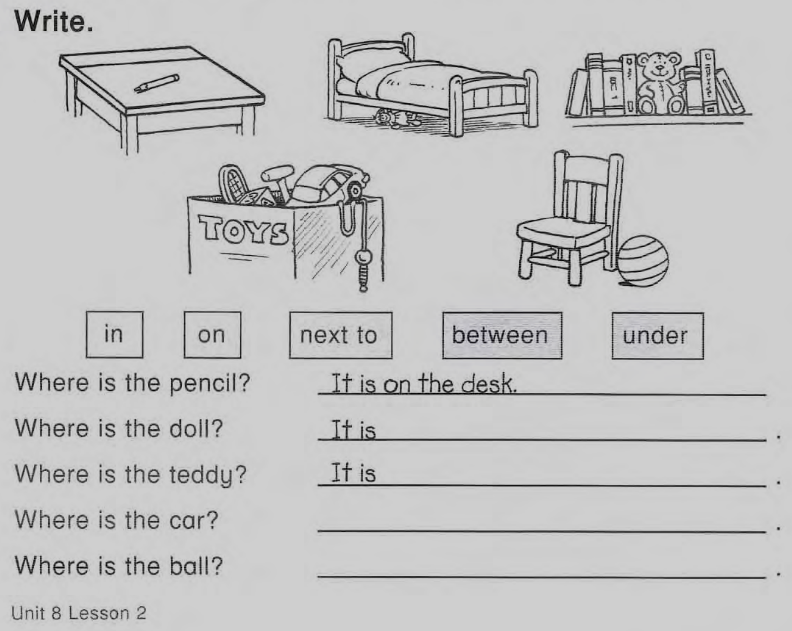 Write.
TOYS
in on next to between under
Where is the pencil? It is on the desk.
Where is the doll? It is .
Where is the teddy? It is .
Where is the car? .
Where is the ball? .
Unit 8 Lesson 2